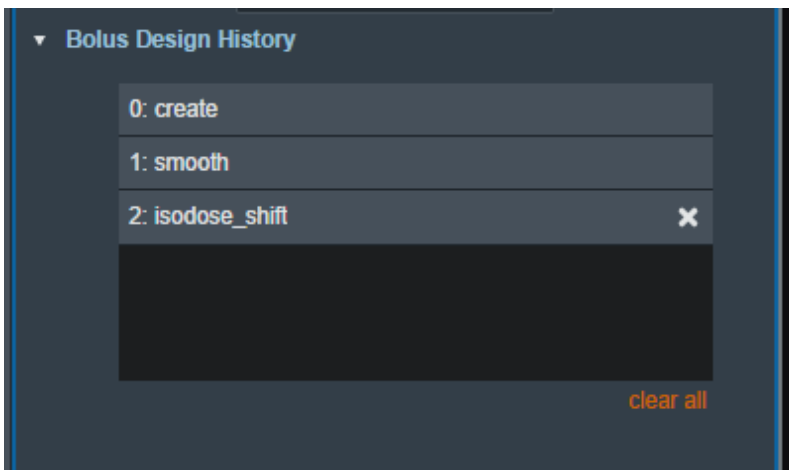 Bolus Design History
0: create
1: smooth
2: isodose_shift
clear all